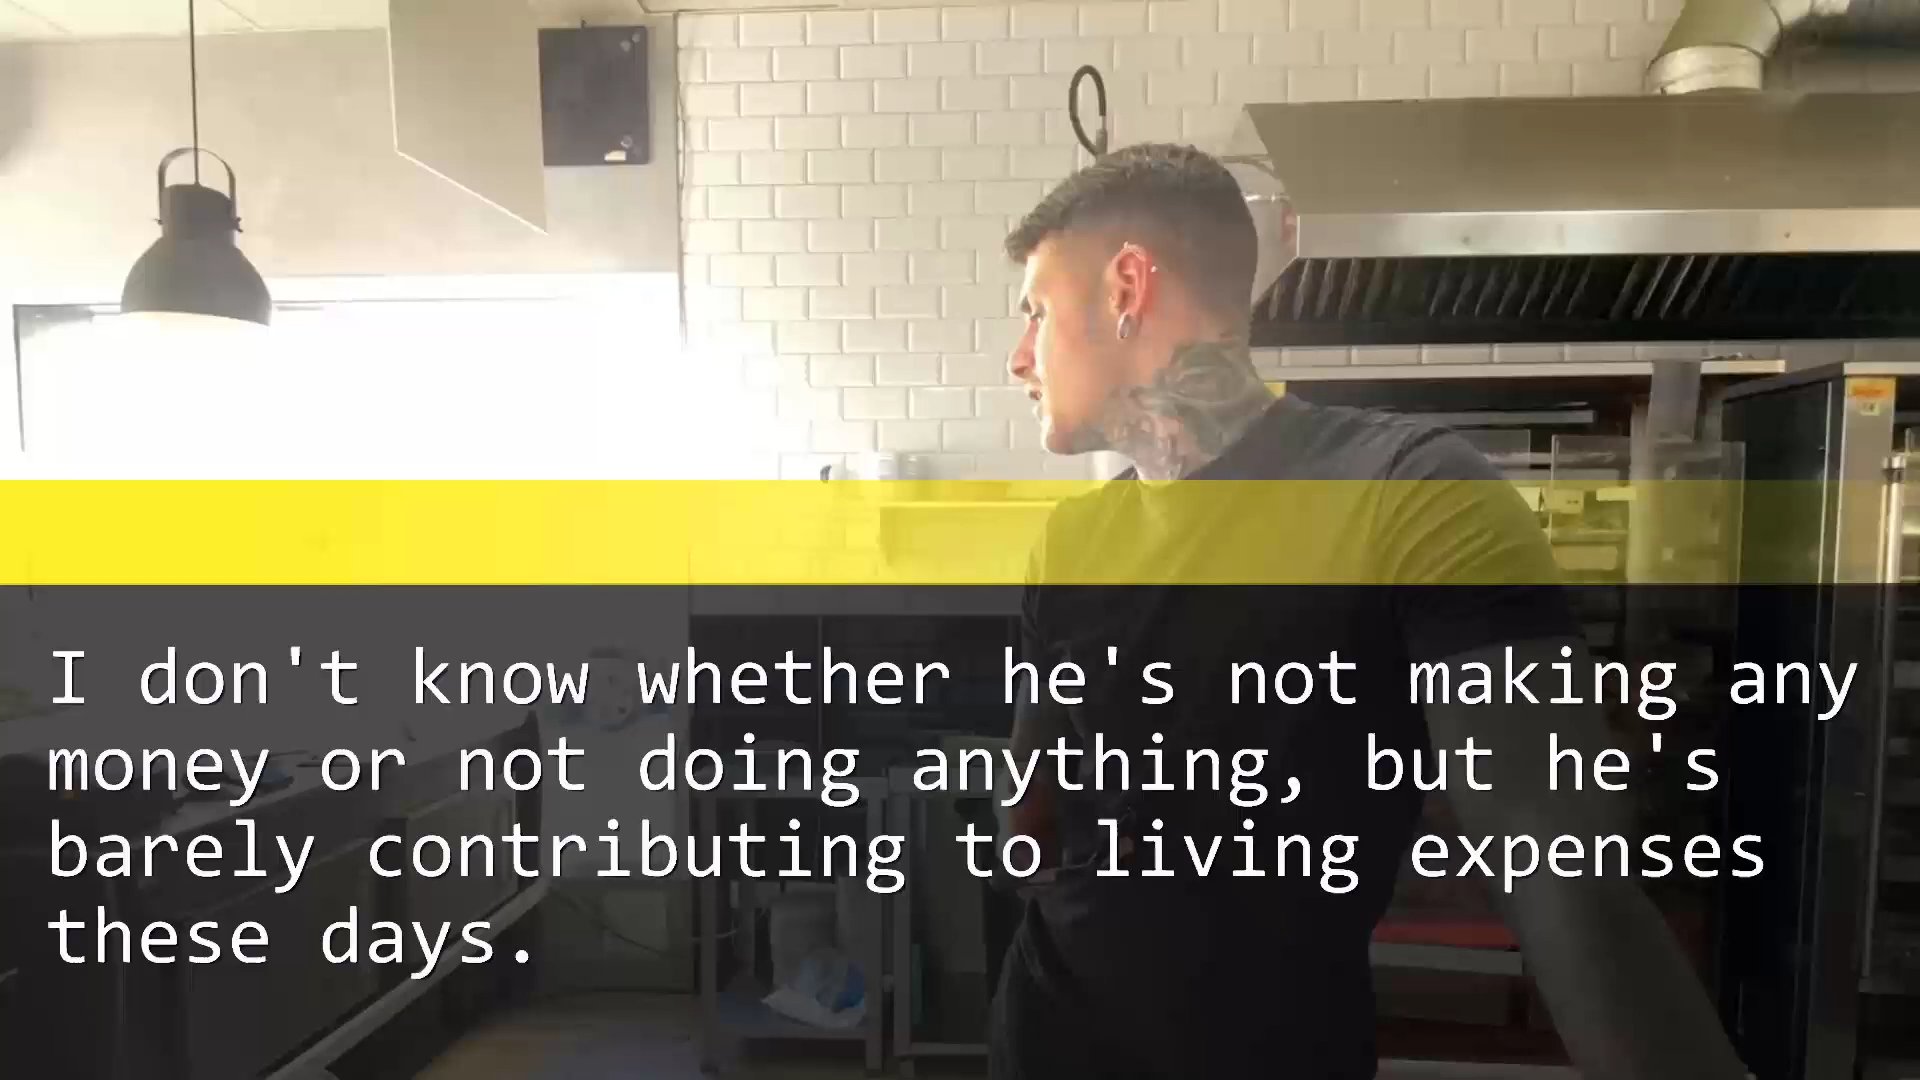 I don't know whether he's not making any
money or not doing anything, but he's
barely contributing to living expenses
these days.